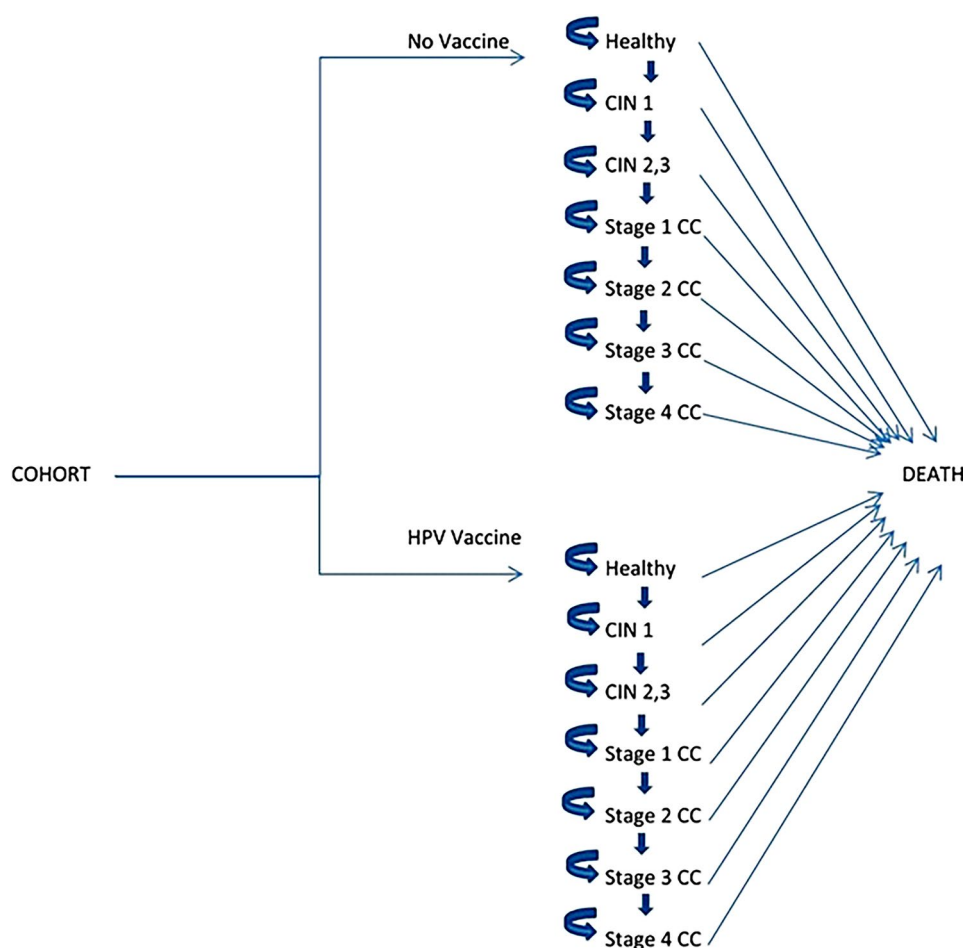 No Vaccine
Healthy
CIN 1
CIN 2,3
Stage 1 CC
Stage 2 CC
Stage 3 CC
Stage 4 CC
COHORT
DEATH
HPV Vaccine
Healthy
CIN 1
CIN 2,3
Stage 1 CC
Stage 2 CC
Stage 3 CC
Stage 4 CC